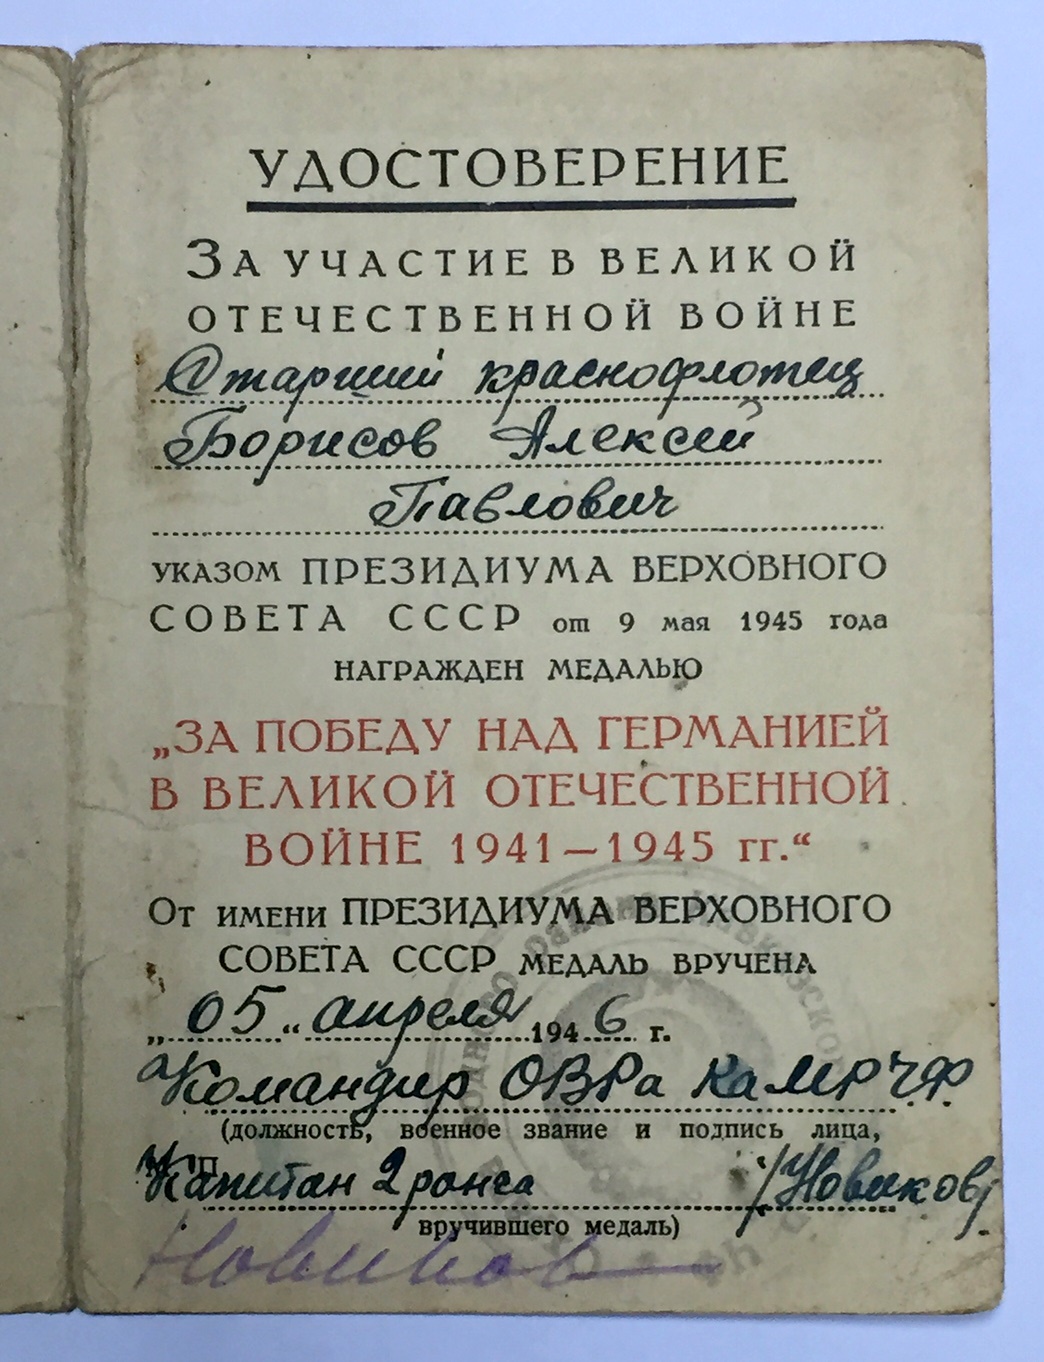 УДОСТОВЕРЕНИЕ
ЗА УЧАСТИЕ В ВЕЛИКОЙ
ОТЕЧЕСТВЕННОЙ ВОЙНЕ
Старший краснофлотец
Борисов Алексей
Павлович
УКАЗОМ ПРЕЗИДИУМА ВЕРХОВНОГО
СОВЕТА СССР от 9 мая 1945 года
НАГРАЖДЕН МЕДАЛЬЮ
„ЗА ПОБЕДУ НАД ГЕРМАНИЕЙ
В ВЕЛИКОЙ ОТЕЧЕСТВЕННОЙ
ВОЙНЕ 1941—1945 гг.“
ОТ ИМЕНИ ПРЕЗИДИУМА ВЕРХОВНОГО
СОВЕТА СССР МЕДАЛЬ ВРУЧЕНА
„05“ апреля 1946 г.
Командир ОВРа КаМРЧФ
(должность, военное звание и подпись лица,
Капитан 2 ранга /Новиков/
вручившего медаль)
Новиков